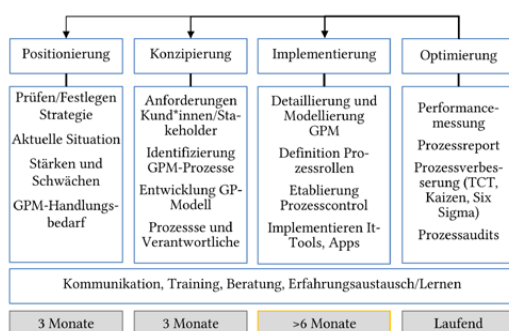 Positionierung
Konzipierung
Implementierung
Optimierung
Prüfen/Festlegen
Strategie
Aktuelle Situation
Stärken und
Schwächen
GPM-Handlungs-
bedarf
Anforderungen
Kund*innen/Sta-
keholder
Identifizierung
GPM-Prozesse
Entwicklung GP-
Modell
Prozssse und
Verantwortliche
Detaillierung und
Modellierung
GPM
Definition Pro-
zessrollen
Etablierung
Prozesscontrol
Implementieren It-
Tools, Apps
Performance-
messung
Prozessreport
Prozessverbes-
serung (TCT,
Kaizen, Six
Sigma)
Prozessaudits
Kommunikation, Training, Beratung, Erfahrungsaustausch/Lernen
3 Monate
3 Monate
>6 Monate
Laufend